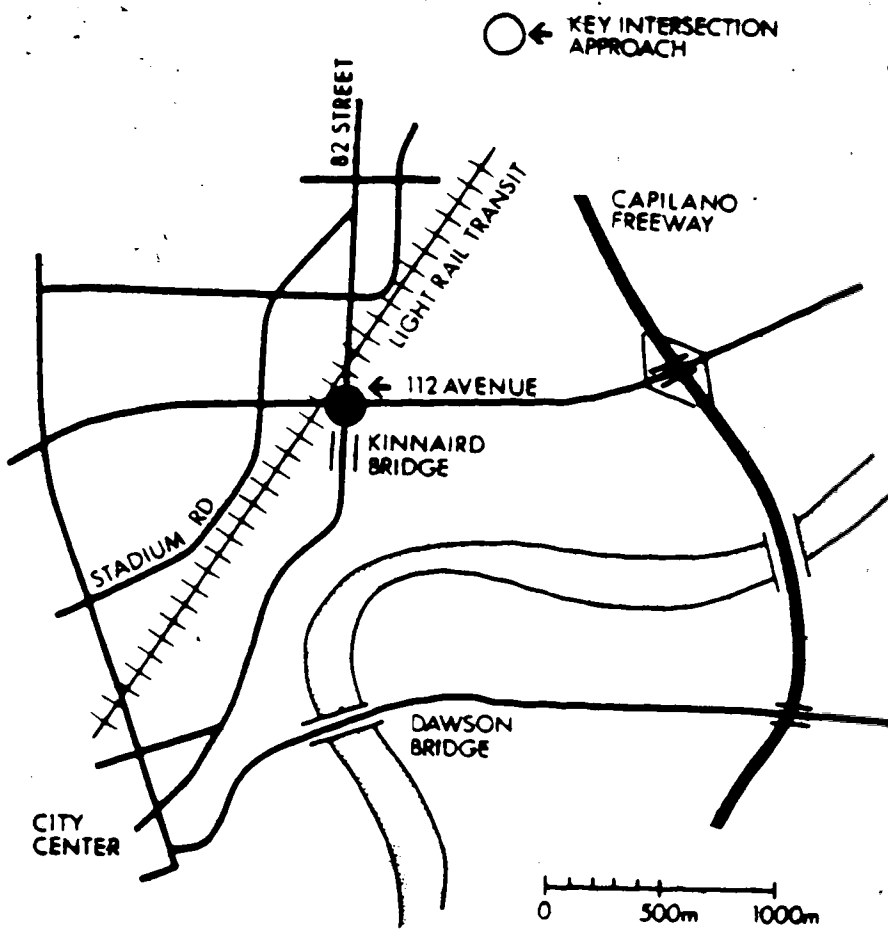 KEY INTERSECTION
APPROACH
82 STREET
LIGHT RAIL TRANSIT
CAPILANO
FREEWAY
112 AVENUE
KINNAIRD
BRIDGE
STADIUM RD
DAWSON
BRIDGE
CITY
CENTER
0 500m 1000m